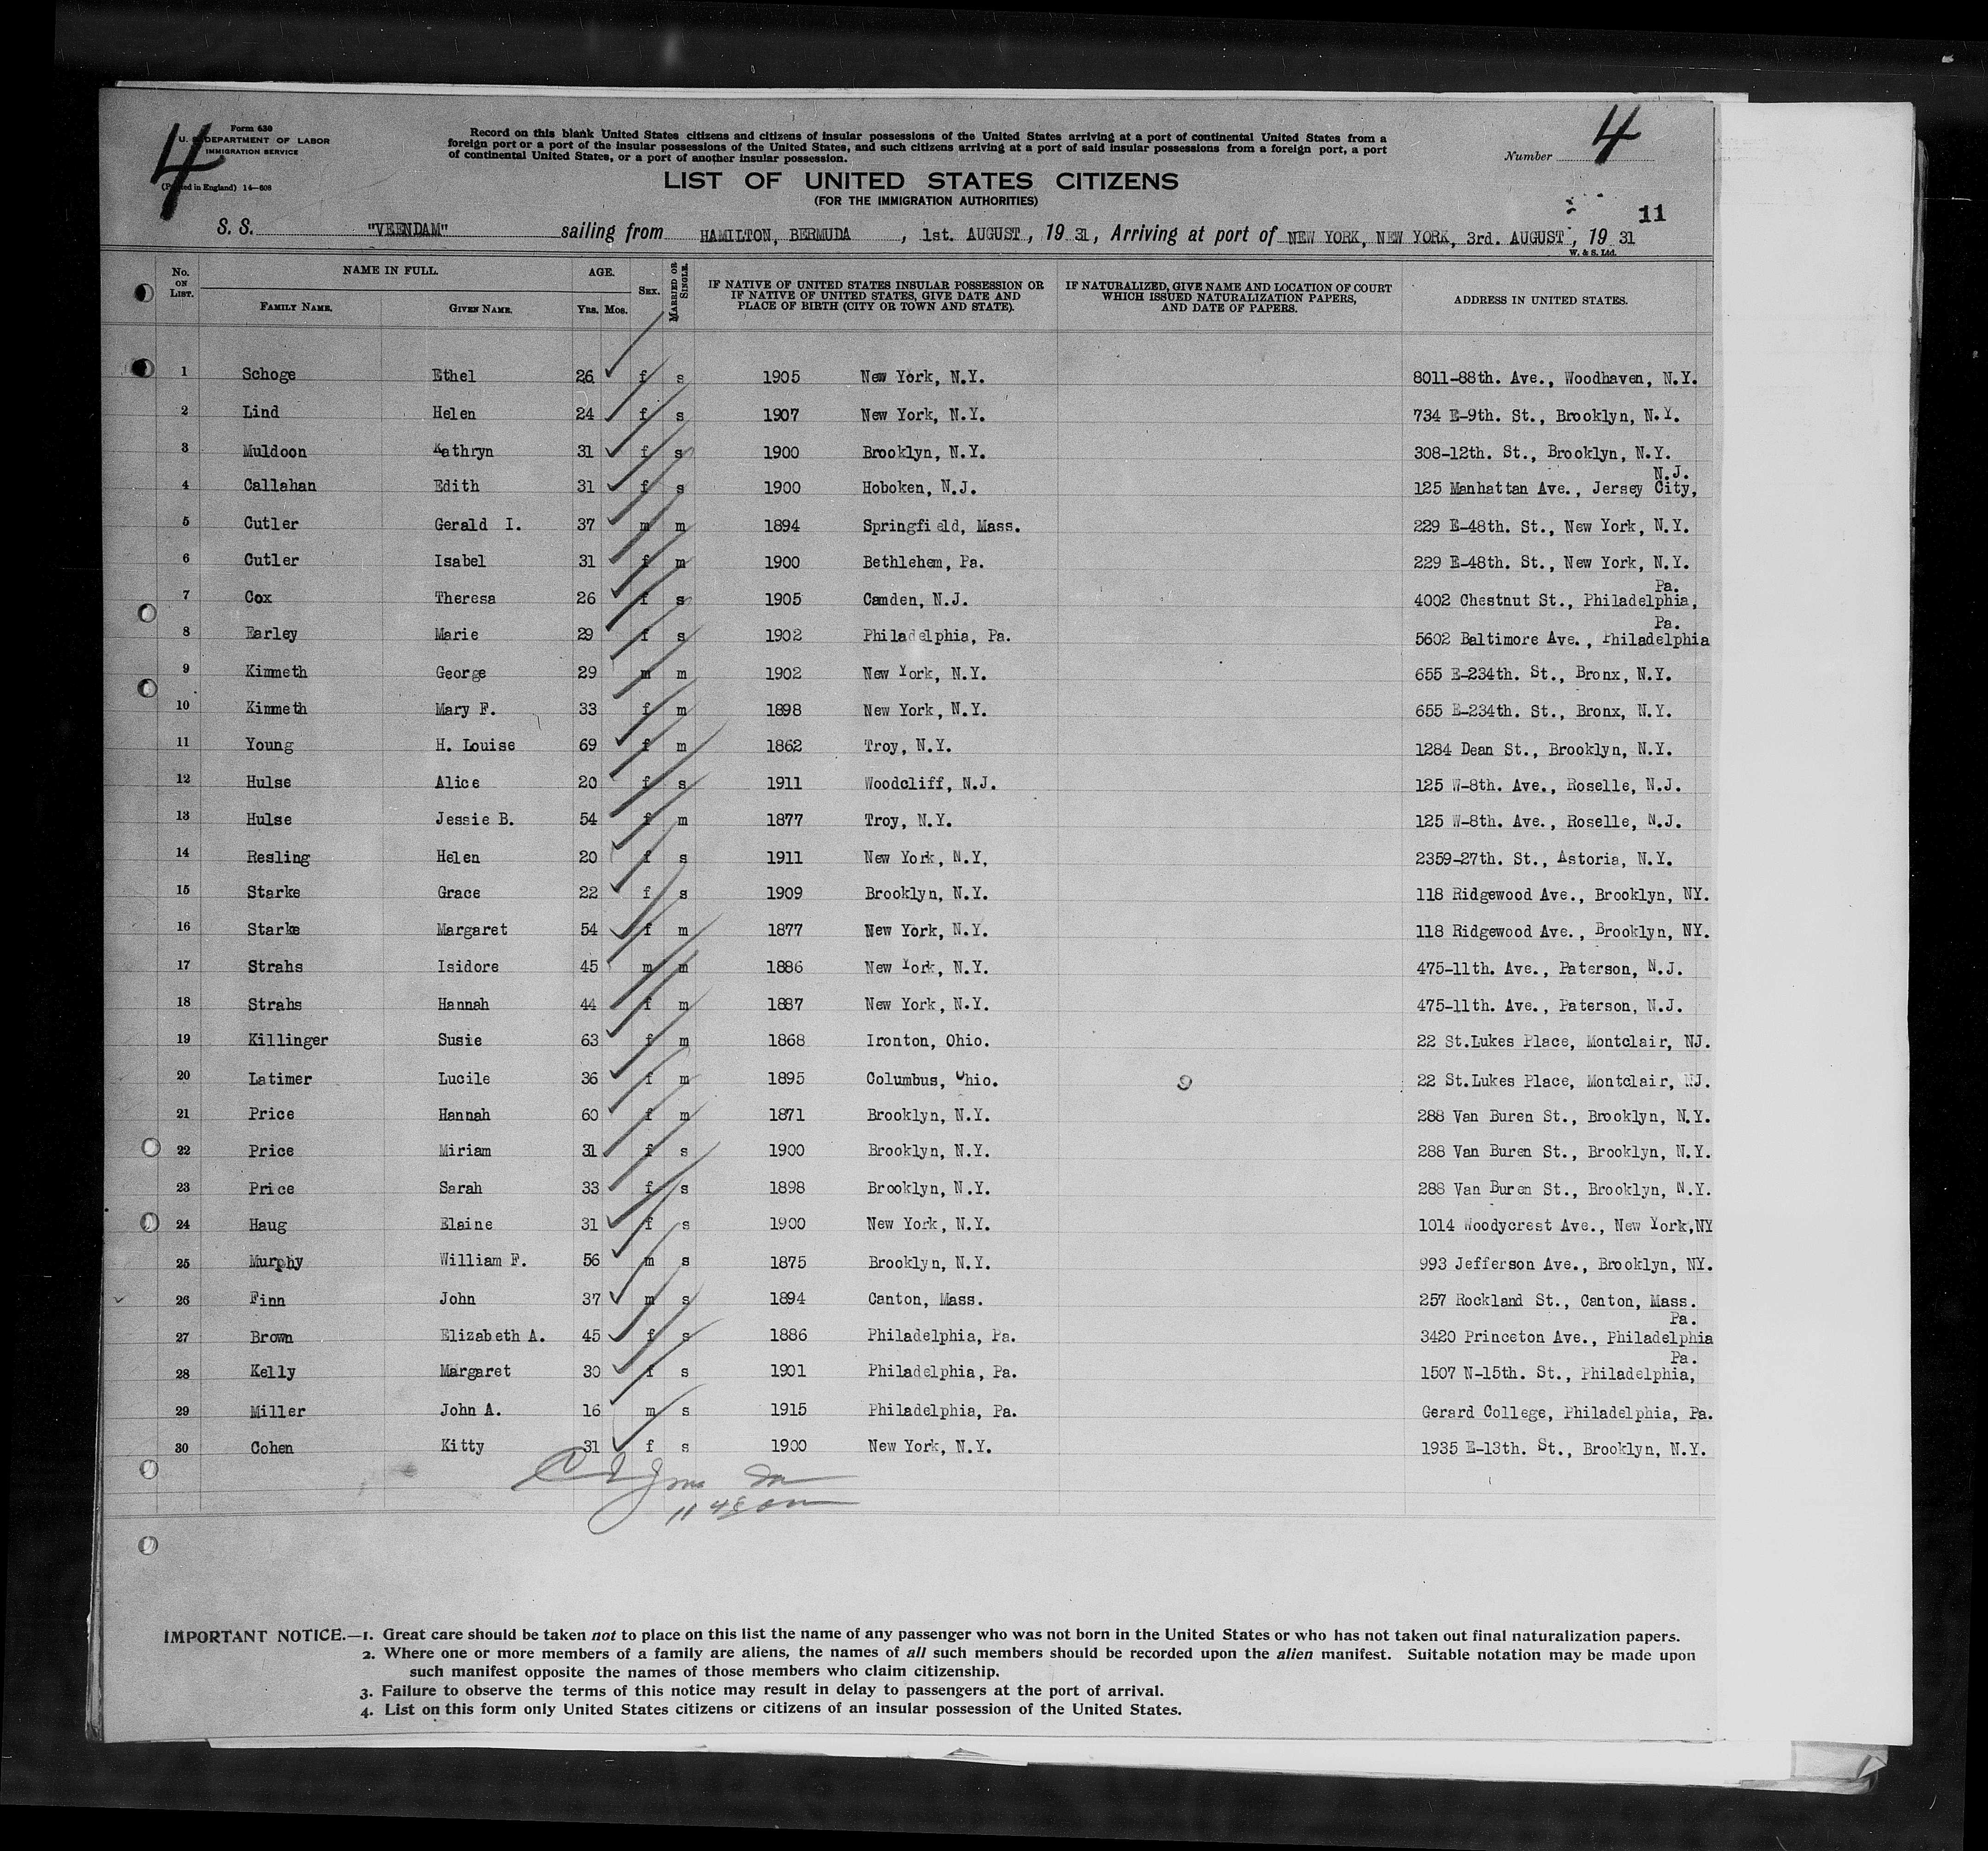 Form 630
U. S. DEPARTMENT OF LABOR
IMMIGRATION SERVICE
(Printed in England) 14—608
4
Record on this blank United States citizens and citizens of insular possessions of the United States arriving at a port of continental United States from a
foreign port or a port of the insular possessions of the United States, and such citizens arriving at a port of said insular possessions from a foreign port, a port
of continental United States, or a port of another insular possession.
Number 4
LIST OF UNITED STATES CITIZENS
(FOR THE IMMIGRATION AUTHORITIES)
11
S. S. "VEENDAM" sailing from HAMILTON, BERMUDA, 1st. AUGUST, 19 31, Arriving at port of NEW YORK, NEW YORK, 3rd. AUGUST, 19 31
W. & S. Ltd.
No. ON LIST. NAME IN FULL. FAMILY NAME. GIVEN NAME. AGE. YRS. MOS. SEX. MARRIED OR SINGLE. IF NATIVE OF UNITED STATES INSULAR POSSESSION OR IF NATIVE OF UNITED STATES, GIVE DATE AND PLACE OF BIRTH (CITY OR TOWN AND STATE). IF NATURALIZED, GIVE NAME AND LOCATION OF COURT WHICH ISSUED NATURALIZATION PAPERS, AND DATE OF PAPERS. ADDRESS IN UNITED STATES.
1 Schoge Ethel 26 f s 1905 New York, N.Y. 8011-88th. Ave., Woodhaven, N.Y.
2 Lind Helen 24 f s 1907 New York, N.Y. 734 E-9th. St., Brooklyn, N.Y.
3 Muldoon Kathryn 31 f s 1900 Brooklyn, N.Y. 308-12th. St., Brooklyn, N.Y.
4 Callahan Edith 31 f s 1900 Hoboken, N.J. 125 Manhattan Ave., Jersey City, N.J.
5 Cutler Gerald I. 37 m m 1894 Springfield, Mass. 229 E-48th. St., New York, N.Y.
6 Cutler Isabel 31 f m 1900 Bethlehem, Pa. 229 E-48th. St., New York, N.Y.
7 Cox Theresa 26 f s 1905 Camden, N.J. 4002 Chestnut St., Philadelphia, Pa.
8 Earley Marie 29 f s 1902 Philadelphia, Pa. 5602 Baltimore Ave., Philadelphia Pa.
9 Kimmeth George 29 m m 1902 New York, N.Y. 655 E-234th. St., Bronx, N.Y.
10 Kimmeth Mary F. 33 f m 1898 New York, N.Y. 655 E-234th. St., Bronx, N.Y.
11 Young H. Louise 69 f m 1862 Troy, N.Y. 1284 Dean St., Brooklyn, N.Y.
12 Hulse Alice 20 f s 1911 Woodcliff, N.J. 125 W-8th. Ave., Roselle, N.J.
13 Hulse Jessie B. 54 f m 1877 Troy, N.Y. 125 W-8th. Ave., Roselle, N.J.
14 Resling Helen 20 f s 1911 New York, N.Y, 2359-27th. St., Astoria, N.Y.
15 Starke Grace 22 f s 1909 Brooklyn, N.Y. 118 Ridgewood Ave., Brooklyn, NY.
16 Starke Margaret 54 f m 1877 New York, N.Y. 118 Ridgewood Ave., Brooklyn, NY.
17 Strahs Isidore 45 m m 1886 New York, N.Y. 475-11th. Ave., Paterson, N.J.
18 Strahs Hannah 44 f m 1887 New York, N.Y. 475-11th. Ave., Paterson, N.J.
19 Killinger Susie 63 f m 1868 Ironton, Ohio. 22 St.Lukes Place, Montclair, NJ.
20 Latimer Lucile 36 f m 1895 Columbus, Ohio. 22 St.Lukes Place, Montclair, NJ.
21 Price Hannah 60 f m 1871 Brooklyn, N.Y. 288 Van Buren St., Brooklyn, N.Y.
22 Price Miriam 31 f s 1900 Brooklyn, N.Y. 288 Van Buren St., Brooklyn, N.Y.
23 Price Sarah 33 f s 1898 Brooklyn, N.Y. 288 Van Buren St., Brooklyn, N.Y.
24 Haug Elaine 31 f s 1900 New York, N.Y. 1014 Woodycrest Ave., New York,NY
25 Murphy William F. 56 m s 1875 Brooklyn, N.Y. 993 Jefferson Ave., Brooklyn, NY.
26 Finn John 37 m s 1894 Canton, Mass. 257 Rockland St., Canton, Mass.
27 Brown Elizabeth A. 45 f s 1886 Philadelphia, Pa. 3420 Princeton Ave., Philadelphia Pa.
28 Kelly Margaret 30 f s 1901 Philadelphia, Pa. 1507 N-15th. St., Philadelphia, Pa.
29 Miller John A. 16 m s 1915 Philadelphia, Pa. Gerard College, Philadelphia, Pa.
30 Cohen Kitty 31 f s 1900 New York, N.Y. 1935 E-13th. St., Brooklyn, N.Y.
IMPORTANT NOTICE.—1. Great care should be taken not to place on this list the name of any passenger who was not born in the United States or who has not taken out final naturalization papers.
2. Where one or more members of a family are aliens, the names of all such members should be recorded upon the alien manifest. Suitable notation may be made upon
such manifest opposite the names of those members who claim citizenship.
3. Failure to observe the terms of this notice may result in delay to passengers at the port of arrival.
4. List on this form only United States citizens or citizens of an insular possession of the United States.